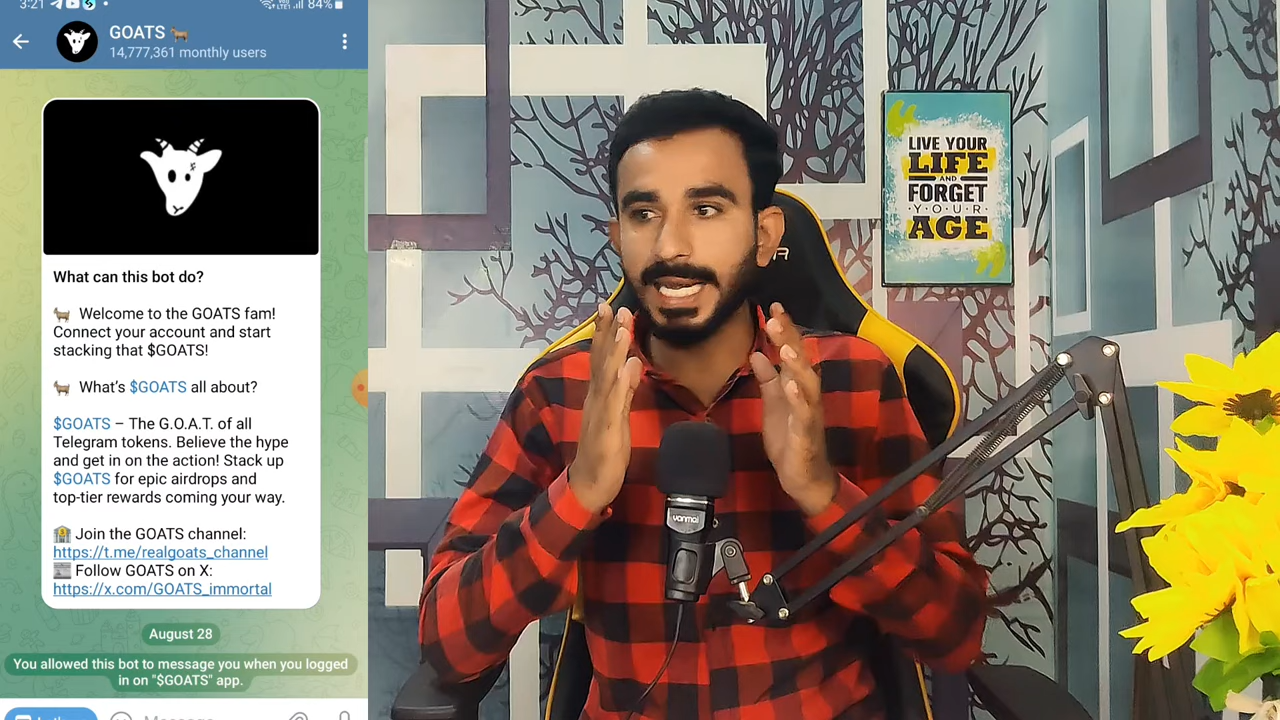 3:21
84%
GOATS
14,777,361 monthly users
What can this bot do?
Welcome to the GOATS fam!
Connect your account and start
stacking that $GOATS!
What's $GOATS all about?
$GOATS – The G.O.A.T. of all
Telegram tokens. Believe the hype
and get in on the action! Stack up
$GOATS for epic airdrops and
top-tier rewards coming your way.
Join the GOATS channel:
https://t.me/realgoats_channel
Follow GOATS on X:
https://x.com/GOATS_immortal
August 28
You allowed this bot to message you when you logged
in on "$GOATS" app.
Message
LIVE YOUR
LIFE
AND
FORGET
YOUR
AGE
vanmai